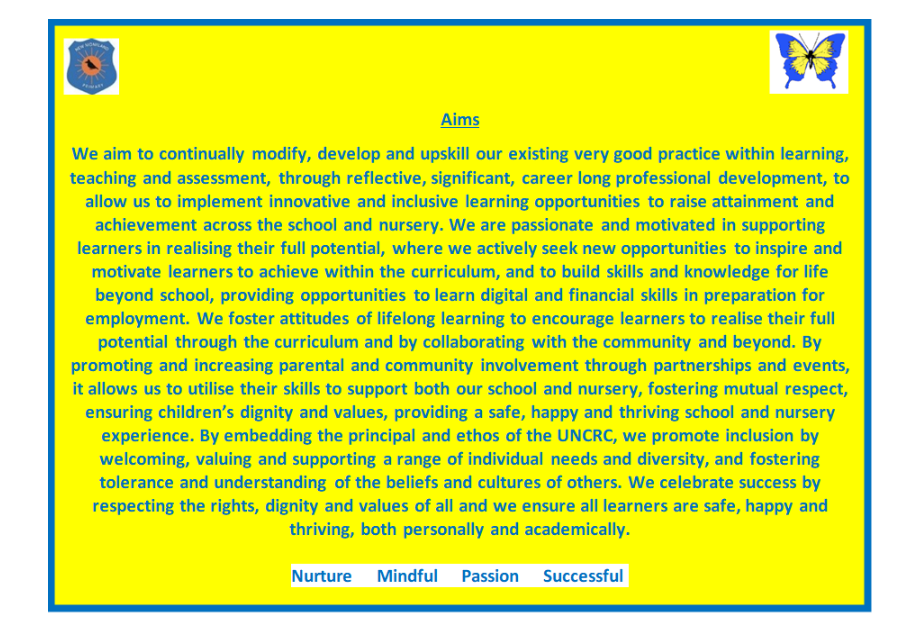 Aims
We aim to continually modify, develop and upskill our existing very good practice within learning,
teaching and assessment, through reflective, significant, career long professional development, to
allow us to implement innovative and inclusive learning opportunities to raise attainment and
achievement across the school and nursery. We are passionate and motivated in supporting
learners in realising their full potential, where we actively seek new opportunities to inspire and
motivate learners to achieve within the curriculum, and to build skills and knowledge for life
beyond school, providing opportunities to learn digital and financial skills in preparation for
employment. We foster attitudes of lifelong learning to encourage learners to realise their full
potential through the curriculum and by collaborating with the community and beyond. By
promoting and increasing parental and community involvement through partnerships and events,
it allows us to utilise their skills to support both our school and nursery, fostering mutual respect,
ensuring children’s dignity and values, providing a safe, happy and thriving school and nursery
experience. By embedding the principal and ethos of the UNCRC, we promote inclusion by
welcoming, valuing and supporting a range of individual needs and diversity, and fostering
tolerance and understanding of the beliefs and cultures of others. We celebrate success by
respecting the rights, dignity and values of all and we ensure all learners are safe, happy and
thriving, both personally and academically.
Nurture Mindful Passion Successful